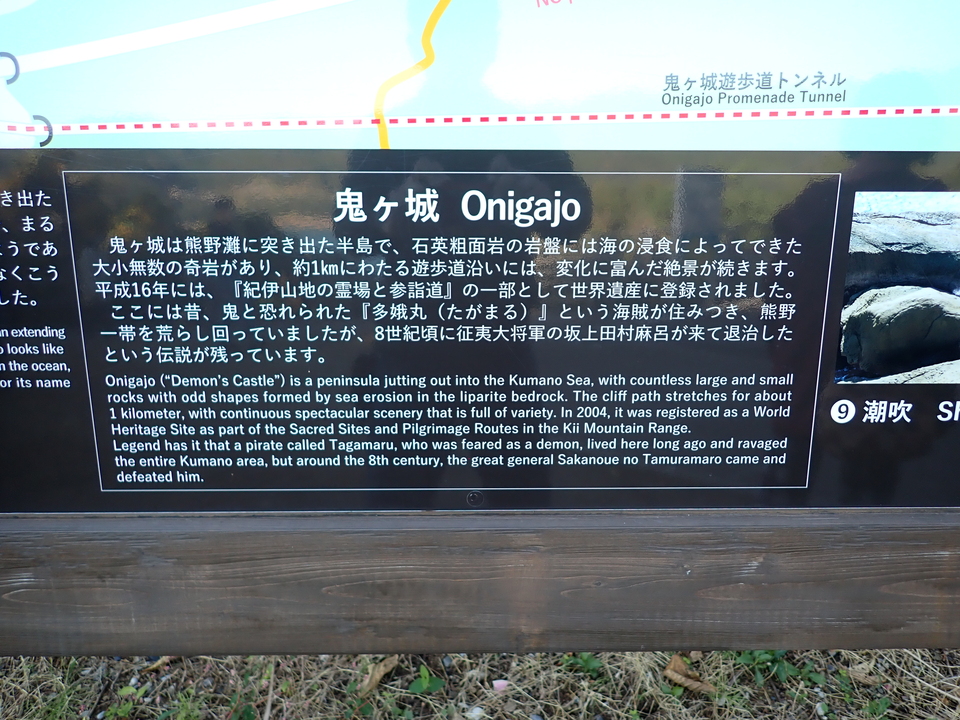 鬼ヶ城遊歩道トンネル
Onigajo Promenade Tunnel
き出た
、まる
うであ
なくこう
した。
an extending
o looks like
n the ocean,
or its name
鬼ヶ城 Onigajo
鬼ヶ城は熊野灘に突き出た半島で、石英粗面岩の岩盤には海の浸食によってできた
大小無数の奇岩があり、約1kmにわたる遊歩道沿いには、変化に富んだ絶景が続きます。
平成16年には、『紀伊山地の霊場と参詣道』の一部として世界遺産に登録されました。
ここには昔、鬼と恐れられた『多娥丸（たがまる）』という海賊が住みつき、熊野
一帯を荒らし回っていましたが、8世紀頃に征夷大将軍の坂上田村麻呂が来て退治した
という伝説が残っています。
Onigajo (“Demon's Castle”) is a peninsula jutting out into the Kumano Sea, with countless large and small
rocks with odd shapes formed by sea erosion in the liparite bedrock. The cliff path stretches for about
1 kilometer, with continuous spectacular scenery that is full of variety. In 2004, it was registered as a World
Heritage Site as part of the Sacred Sites and Pilgrimage Routes in the Kii Mountain Range.
Legend has it that a pirate called Tagamaru, who was feared as a demon, lived here long ago and ravaged
the entire Kumano area, but around the 8th century, the great general Sakanoue no Tamuramaro came and
defeated him.
❾ 潮吹